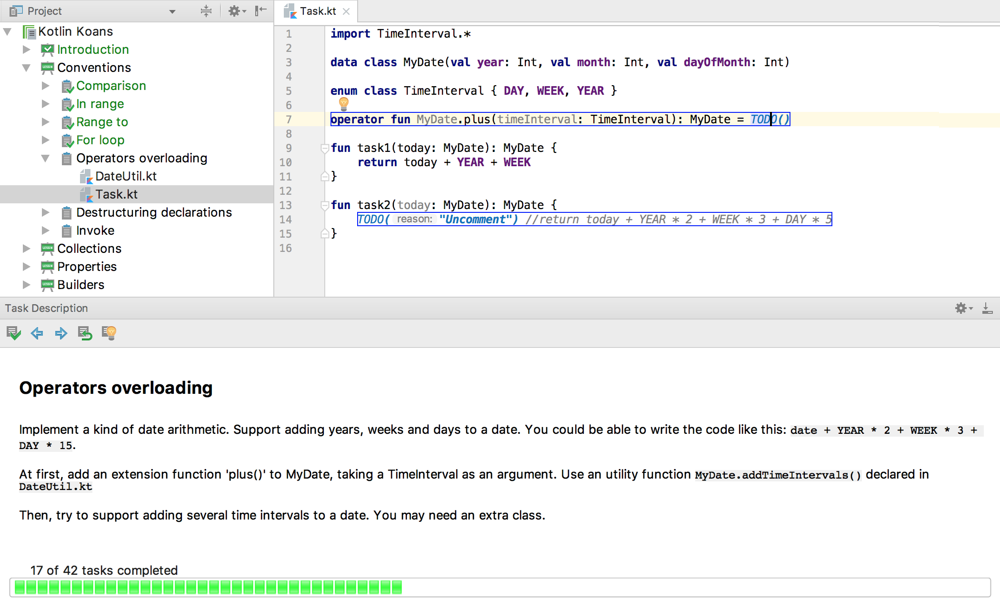 Project
Kotlin Koans
Introduction
LESSON Conventions
Comparison
In range
Range to
For loop
Operators overloading
DateUtil.kt
Task.kt
Destructuring declarations
Invoke
LESSON Collections
LESSON Properties
LESSON Builders
Task.kt
1 import TimeInterval.*
2
3 data class MyDate(val year: Int, val month: Int, val dayOfMonth: Int)
4
5 enum class TimeInterval { DAY, WEEK, YEAR }
6
7 operator fun MyDate.plus(timeInterval: TimeInterval): MyDate = TODO()
8
9 fun task1(today: MyDate): MyDate {
10 return today + YEAR + WEEK
11 }
12
13 fun task2(today: MyDate): MyDate {
14 TODO( reason: "Uncomment") //return today + YEAR * 2 + WEEK * 3 + DAY * 5
15 }
16
Task Description
Operators overloading
Implement a kind of date arithmetic. Support adding years, weeks and days to a date. You could be able to write the code like this: date + YEAR * 2 + WEEK * 3 +
DAY * 15.
At first, add an extension function 'plus()' to MyDate, taking a TimeInterval as an argument. Use an utility function MyDate.addTimeIntervals() declared in
DateUtil.kt
Then, try to support adding several time intervals to a date. You may need an extra class.
17 of 42 tasks completed